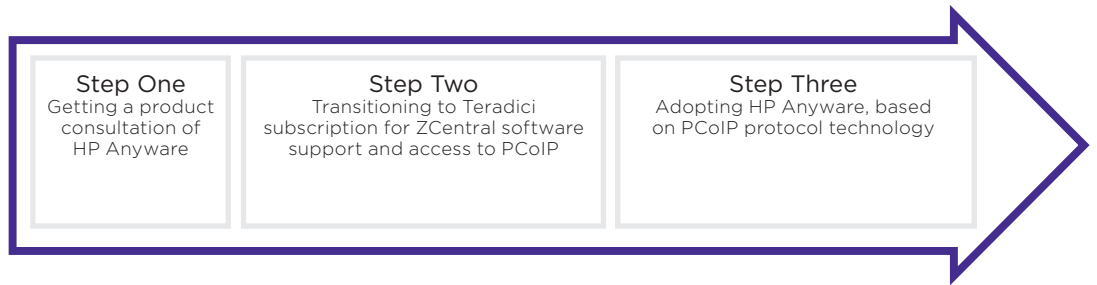 Step One
Getting a product
consultation of
HP Anyware
Step Two
Transitioning to Teradici
subscription for ZCentral software
support and access to PCoIP
Step Three
Adopting HP Anyware, based
on PCoIP protocol technology